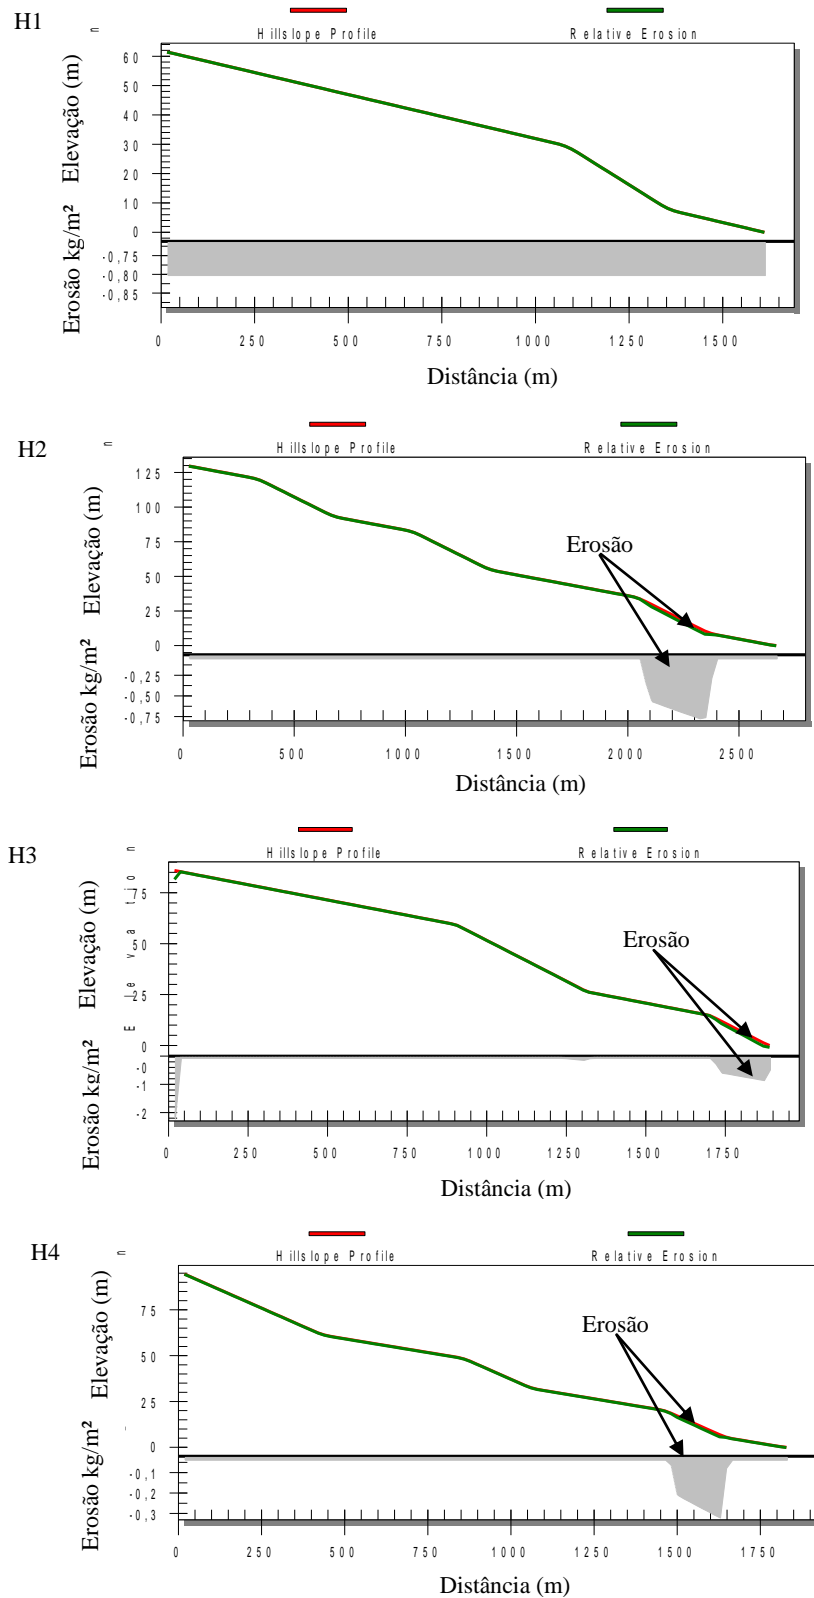 H1
Hillslope Profile Relative Erosion
Elevação (m)
60
50
40
30
20
10
0
Erosão kg/m²
-0,75
-0,80
-0,85
0 250 500 750 1000 1250 1500
Distância (m)
H2
Hillslope Profile Relative Erosion
Elevação (m)
125
100
75
50
25
0
Erosão
Erosão kg/m²
-0,25
-0,50
-0,75
0 500 1000 1500 2000 2500
Distância (m)
H3
Hillslope Profile Relative Erosion
Elevação (m)
75
50
25
0
Erosão
Erosão kg/m²
-0
-1
-2
0 250 500 750 1000 1250 1500 1750
Distância (m)
H4
Hillslope Profile Relative Erosion
Elevação (m)
75
50
25
0
Erosão
Erosão kg/m²
-0,1
-0,2
-0,3
0 250 500 750 1000 1250 1500 1750
Distância (m)